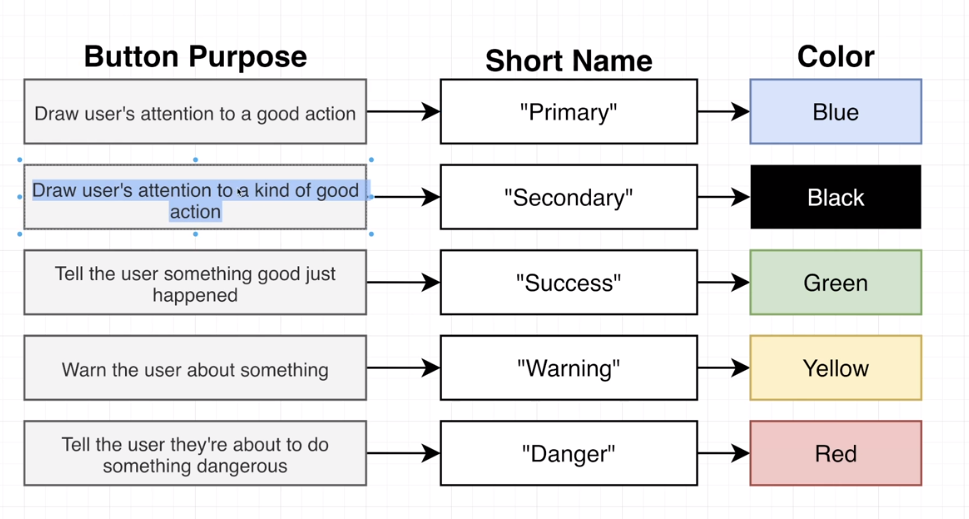 Button Purpose
Short Name
Color
Draw user's attention to a good action
"Primary"
Blue
Draw user's attention to a kind of good
action
"Secondary"
Black
Tell the user something good just
happened
"Success"
Green
Warn the user about something
"Warning"
Yellow
Tell the user they're about to do
something dangerous
"Danger"
Red